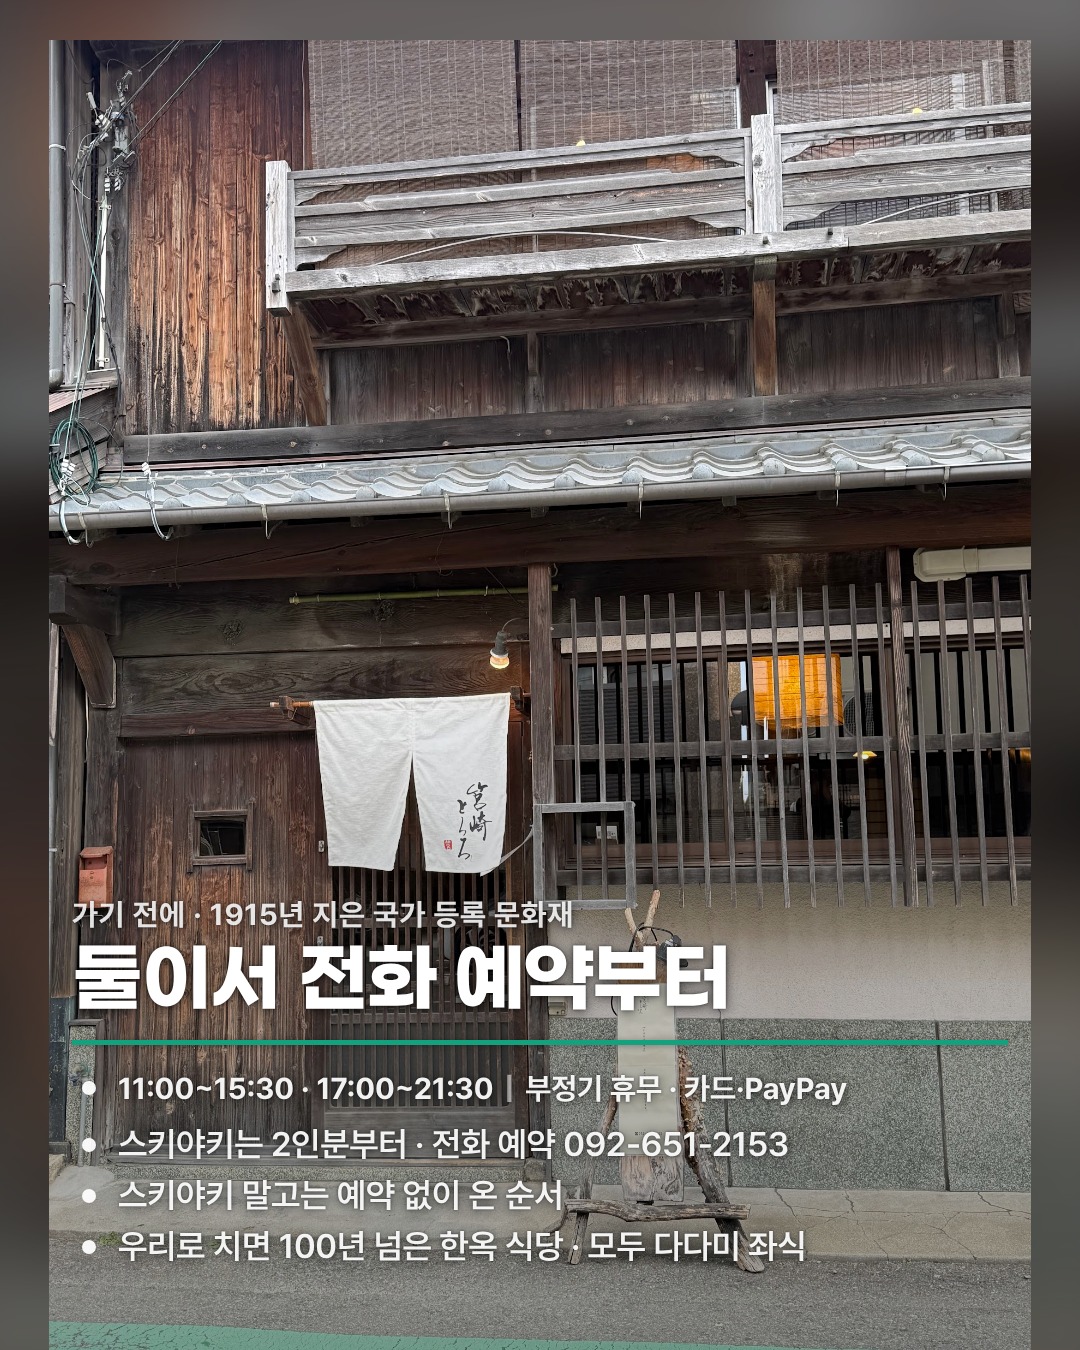 宮崎
とろろ
가기 전에 · 1915년 지은 국가 등록 문화재
둘이서 전화 예약부터
11:00~15:30 · 17:00~21:30 | 부정기 휴무 · 카드·PayPay
스키야키는 2인분부터 · 전화 예약 092-651-2153
스키야키 말고는 예약 없이 온 순서
우리로 치면 100년 넘은 한옥 식당 · 모두 다다미 좌식